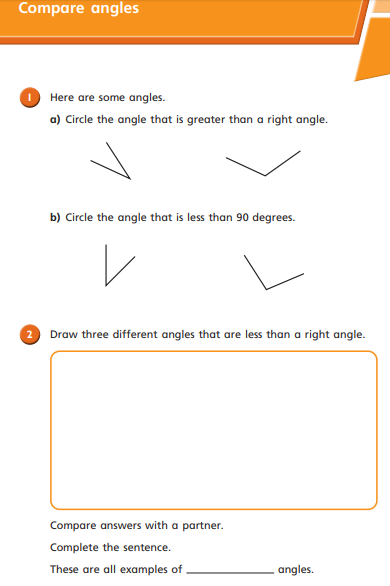 Compare angles
1 Here are some angles.
a) Circle the angle that is greater than a right angle.
b) Circle the angle that is less than 90 degrees.
2 Draw three different angles that are less than a right angle.
Compare answers with a partner.
Complete the sentence.
These are all examples of ______________ angles.